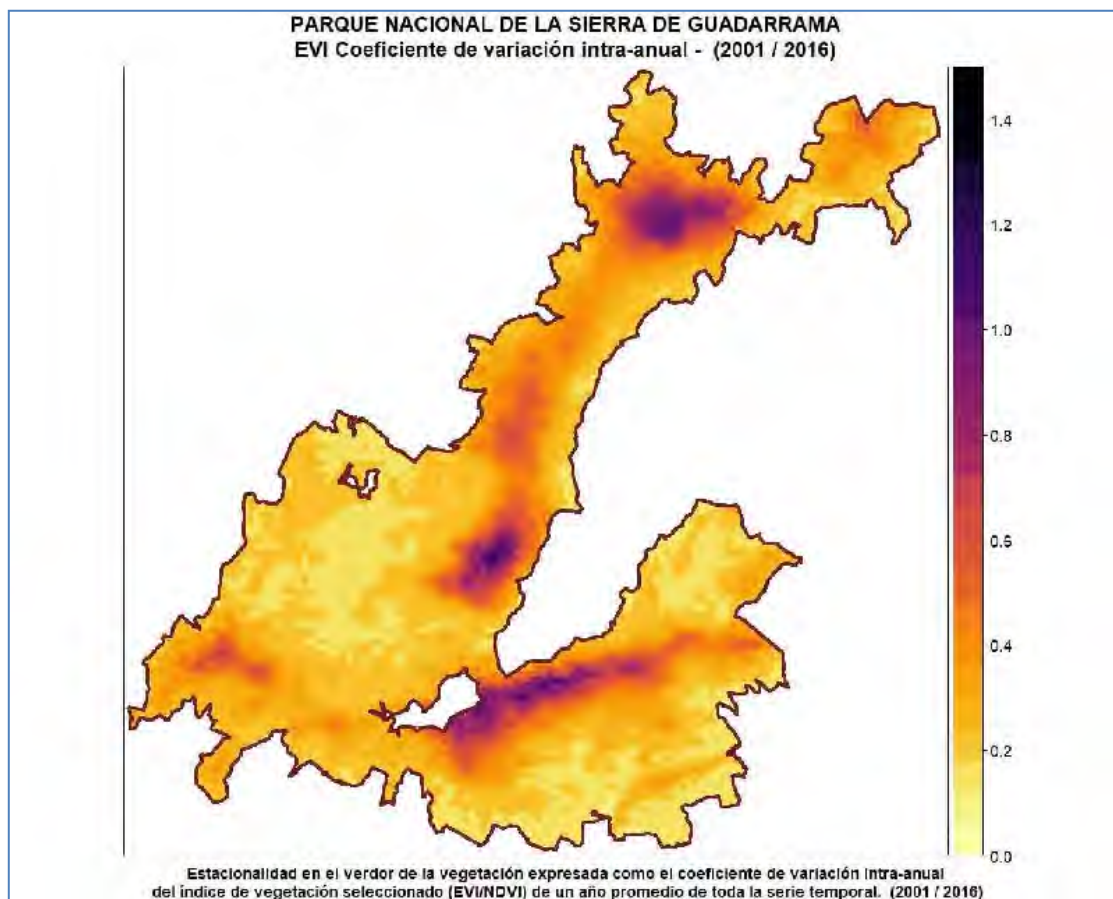 PARQUE NACIONAL DE LA SIERRA DE GUADARRAMA
EVI Coeficiente de variación intra-anual - (2001 / 2016)
1.4
1.2
1.0
0.8
0.6
0.4
0.2
0.0
Estacionalidad en el verdor de la vegetación expresada como el coeficiente de variación intra-anual
del índice de vegetación seleccionado (EVI/NDVI) de un año promedio de toda la serie temporal. (2001 / 2016)